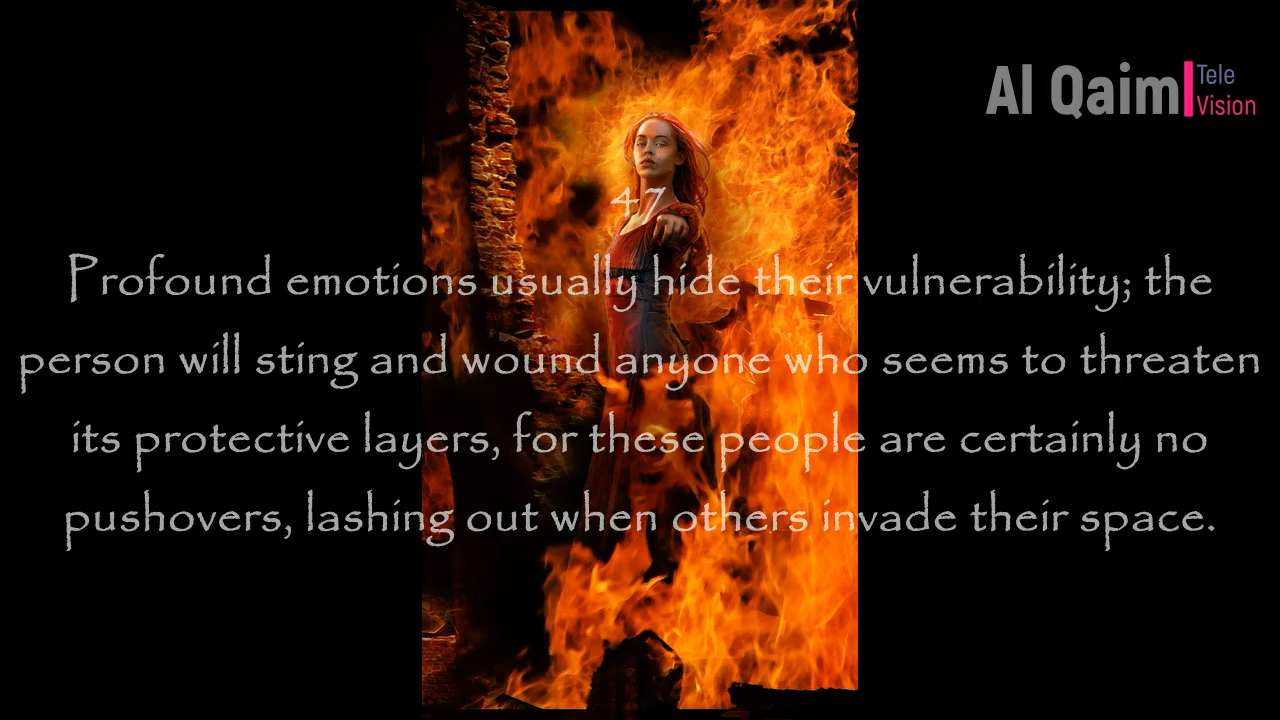 Al Qaim
Tele
Vision
47
Profound emotions usually hide their vulnerability; the
person will sting and wound anyone who seems to threaten
its protective layers, for these people are certainly no
pushovers, lashing out when others invade their space.